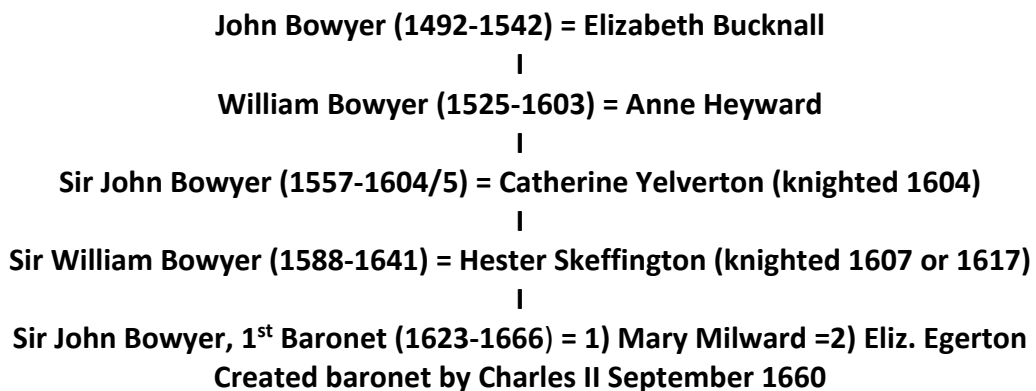 John Bowyer (1492-1542) = Elizabeth Bucknall
I
William Bowyer (1525-1603) = Anne Heyward
I
Sir John Bowyer (1557-1604/5) = Catherine Yelverton (knighted 1604)
I
Sir William Bowyer (1588-1641) = Hester Skeffington (knighted 1607 or 1617)
I
Sir John Bowyer, 1st Baronet (1623-1666) = 1) Mary Milward =2) Eliz. Egerton
Created baronet by Charles II September 1660